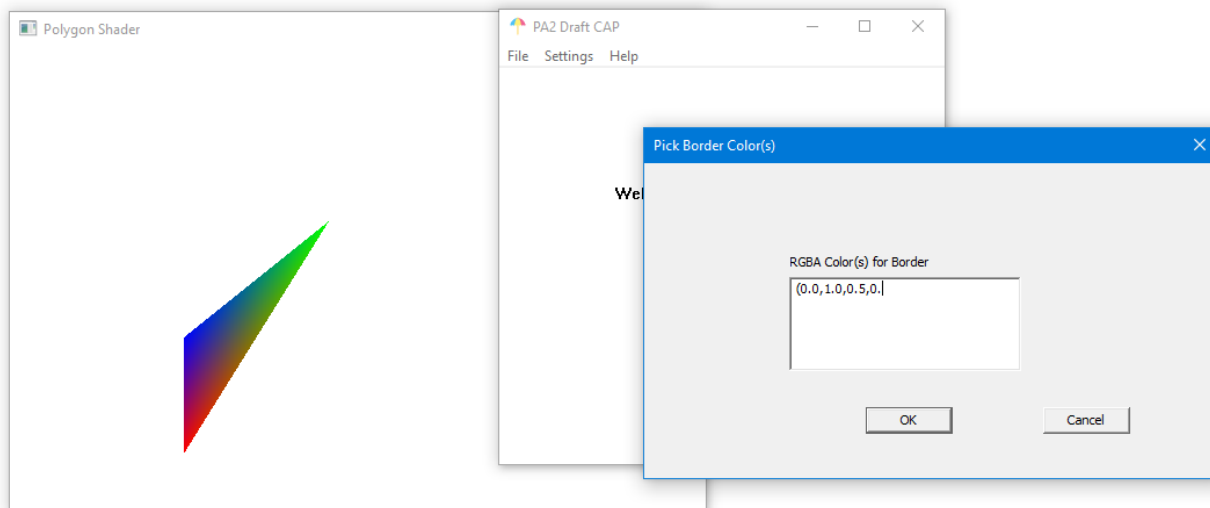 Polygon Shader
PA2 Draft CAP
File Settings Help
Pick Border Color(s)
RGBA Color(s) for Border
(0.0,1.0,0.5,0.
OK Cancel